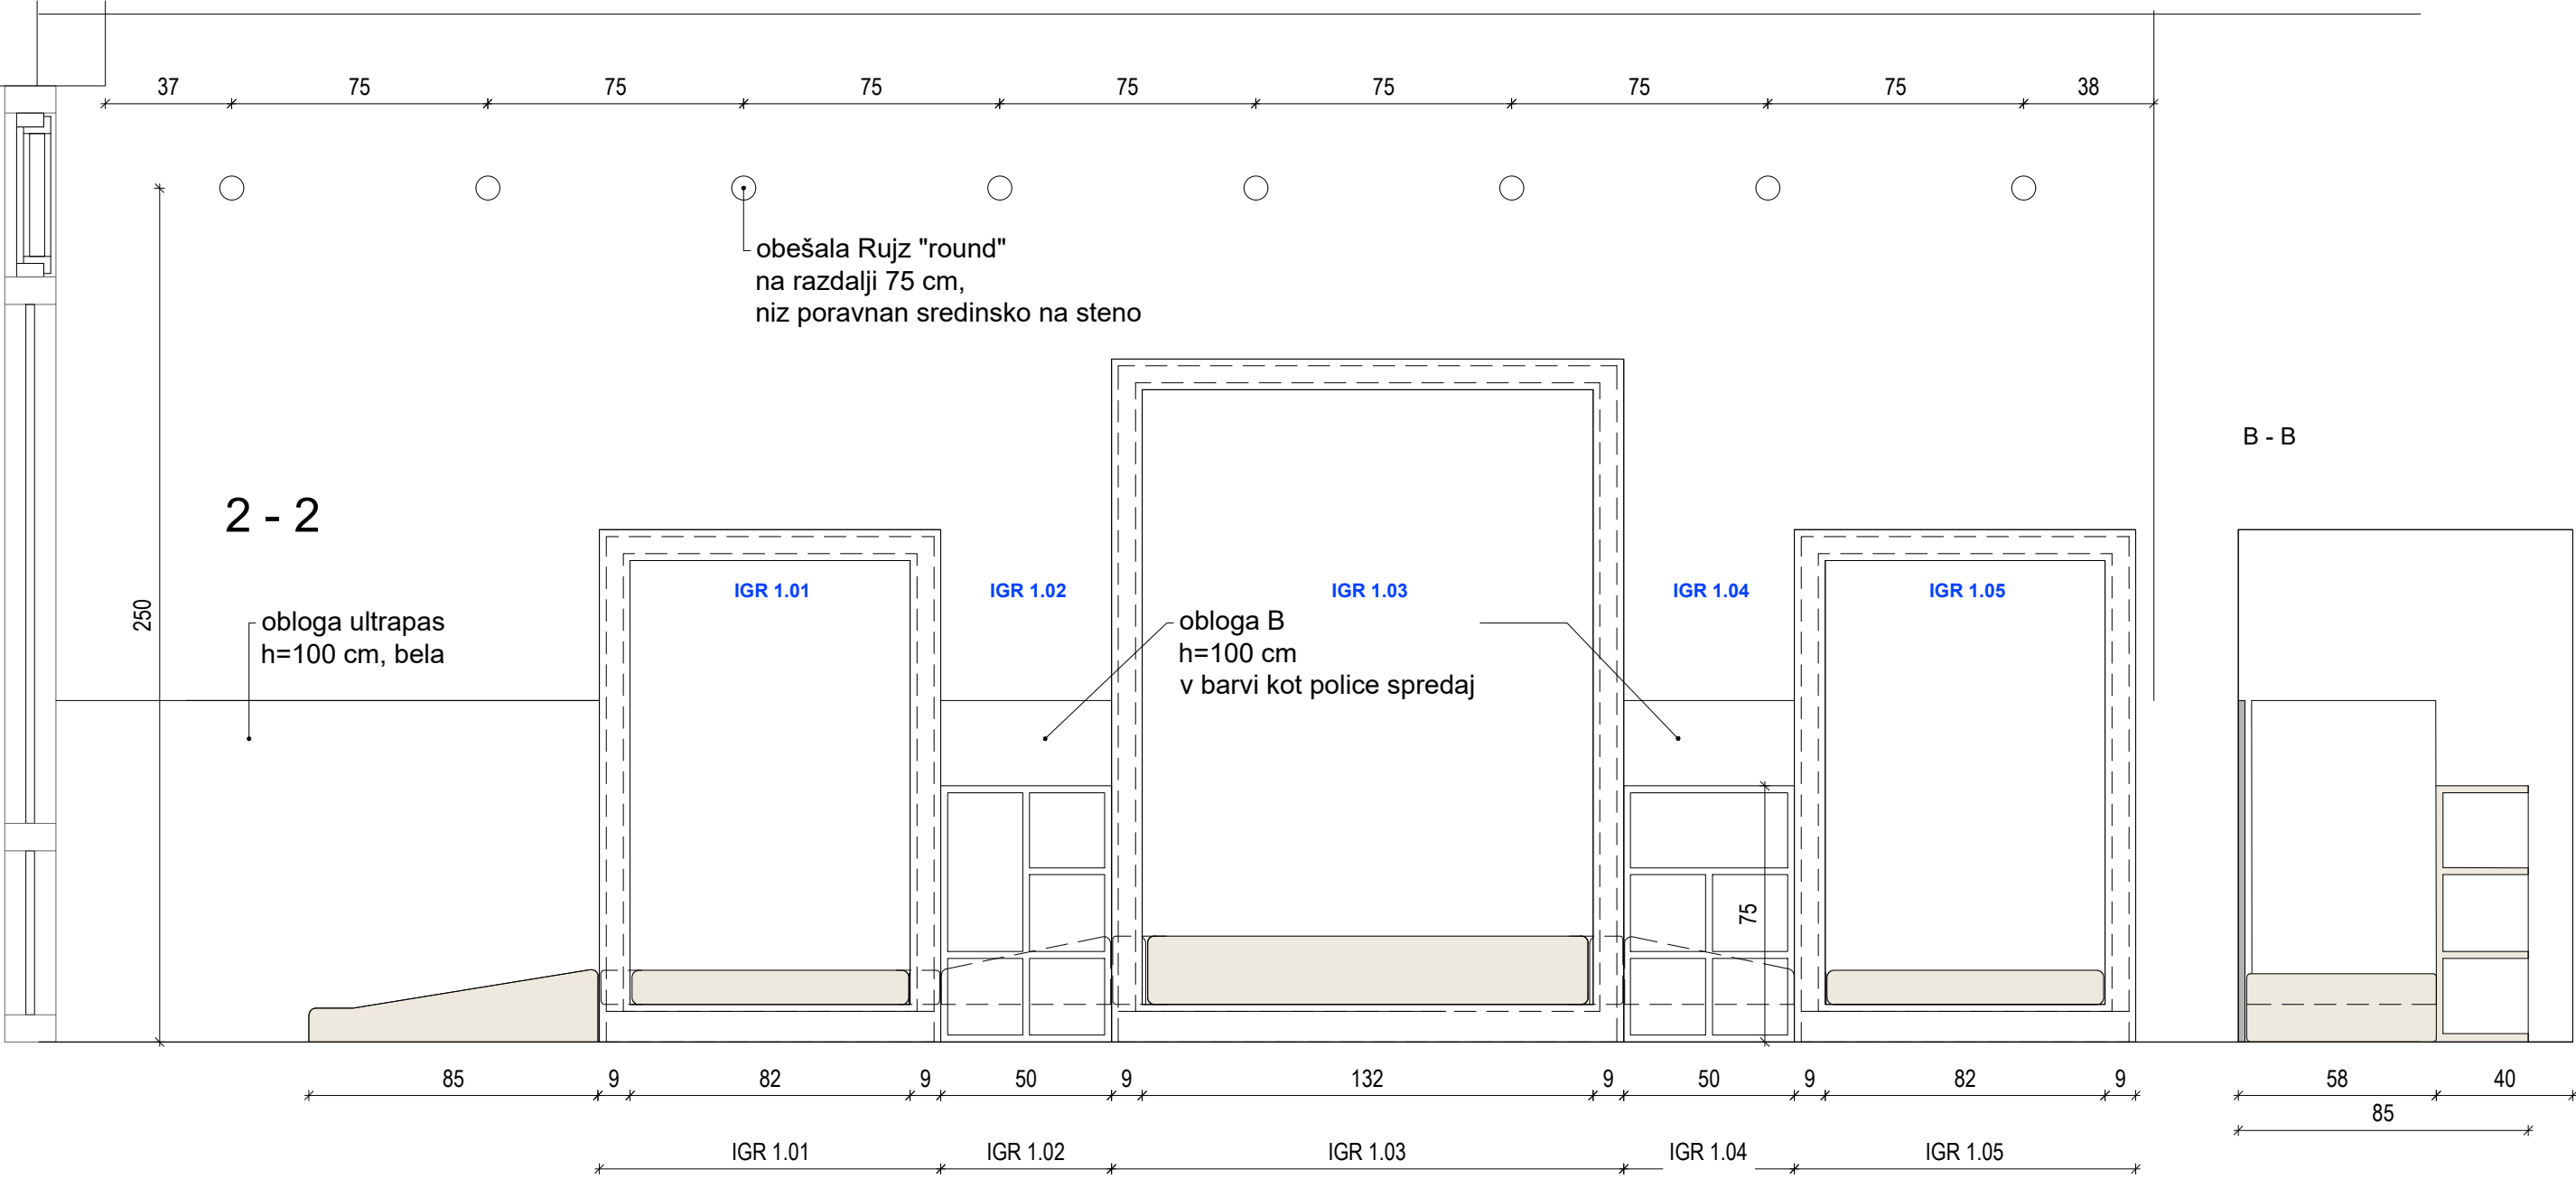 37 75 75 75 75 75 75 75 38
obešala Rujz "round"
na razdalji 75 cm,
niz poravnan sredinsko na steno
B - B
2 - 2
IGR 1.01 IGR 1.02 IGR 1.03 IGR 1.04 IGR 1.05
250
obloga ultrapas
h=100 cm, bela
obloga B
h=100 cm
v barvi kot police spredaj
75
85 9 82 9 50 9 132 9 50 9 82 9 58 40
85
IGR 1.01 IGR 1.02 IGR 1.03 IGR 1.04 IGR 1.05